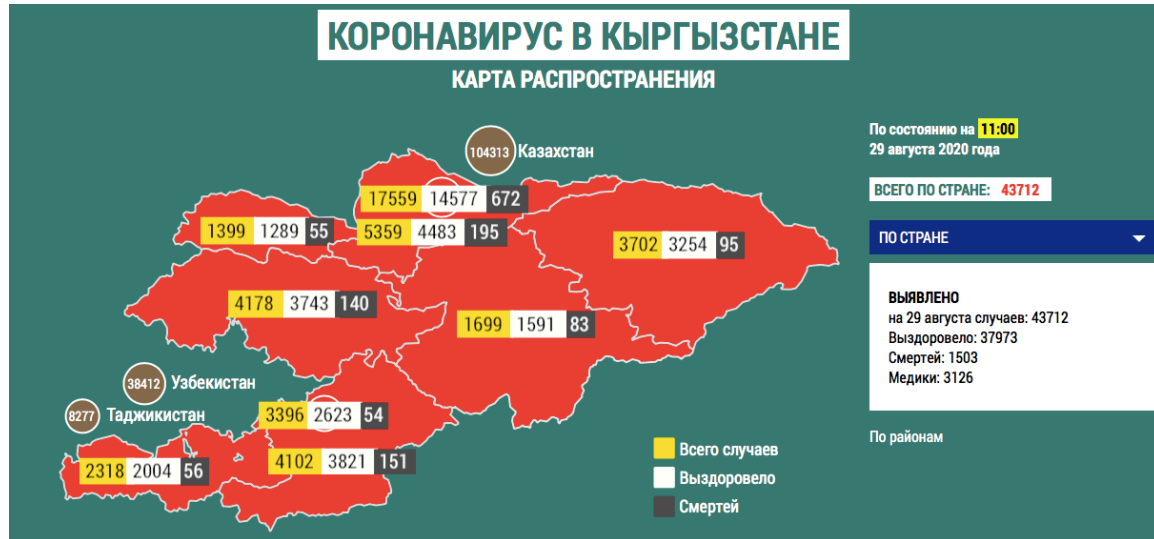 КОРОНАВИРУС В КЫРГЫЗСТАНЕ
КАРТА РАСПРОСТРАНЕНИЯ
По состоянию на 11:00
29 августа 2020 года
ВСЕГО ПО СТРАНЕ: 43712
ПО СТРАНЕ
ВЫЯВЛЕНО
на 29 августа случаев: 43712
Выздоровело: 37973
Смертей: 1503
Медики: 3126
По районам
104313 Казахстан
17559 14577 672
1399 1289 55
5359 4483 195
3702 3254 95
4178 3743 140
1699 1591 83
38412 Узбекистан
8277 Таджикистан
3396 2623 54
4102 3821 151
2318 2004 56
Всего случаев
Выздоровело
Смертей